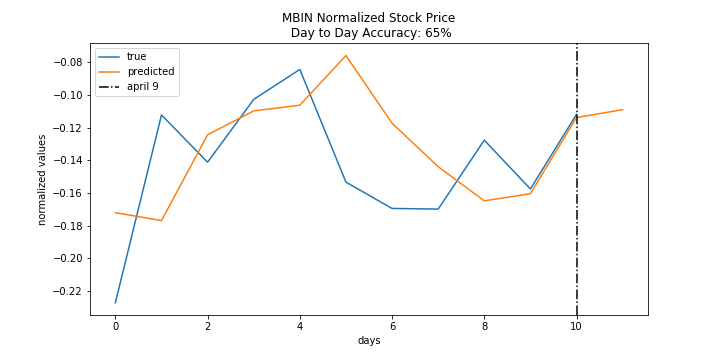 MBIN Normalized Stock Price
Day to Day Accuracy: 65%
true
predicted
april 9
normalized values
−0.08
−0.10
−0.12
−0.14
−0.16
−0.18
−0.20
−0.22
0
2
4
6
8
10
days